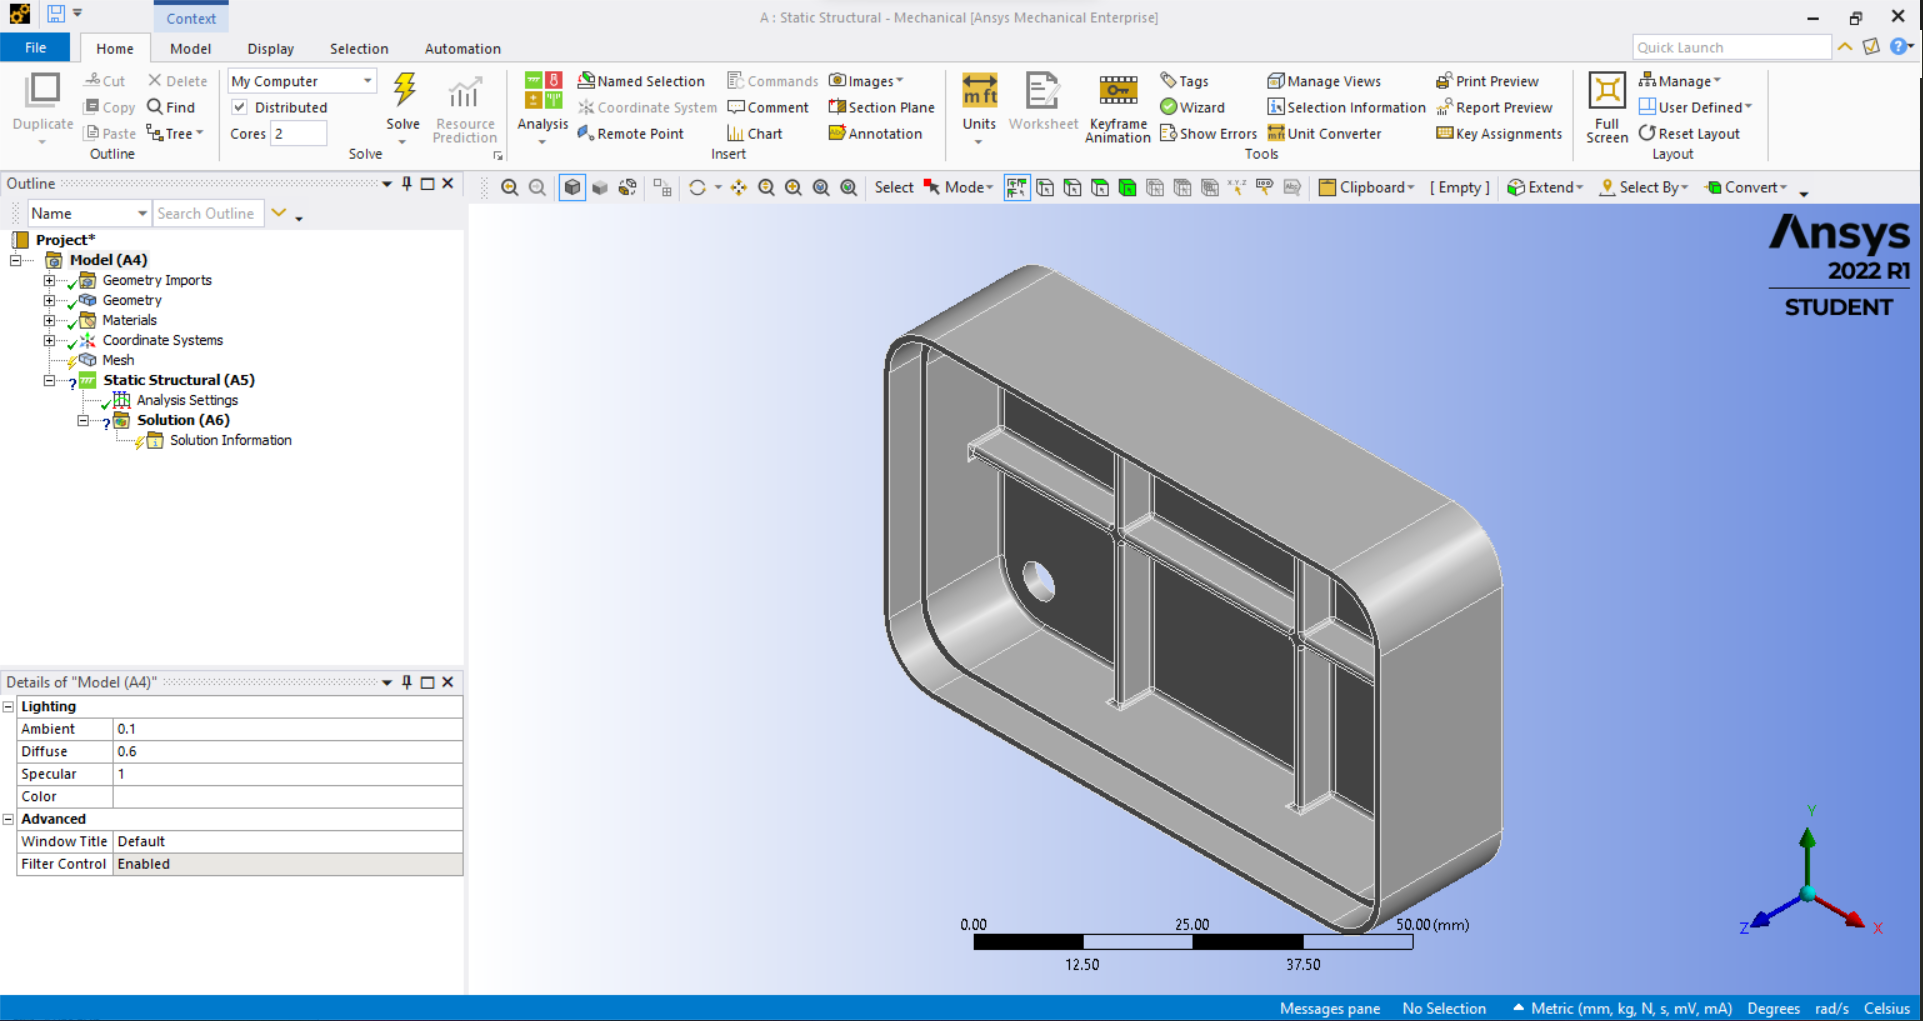 Context
A : Static Structural - Mechanical [Ansys Mechanical Enterprise]
File Home Model Display Selection Automation
Quick Launch
Duplicate
Cut
Copy
Paste
Delete
Find
Tree
Outline
My Computer
Distributed
Cores 2
Solve
Resource
Prediction
Solve
Analysis
Named Selection
Coordinate System
Remote Point
Commands
Comment
Chart
Images
Section Plane
Annotation
Insert
m ft
Units
Worksheet
Keyframe
Animation
Tags
Wizard
Show Errors
Manage Views
Selection Information
Unit Converter
Print Preview
Report Preview
Key Assignments
Tools
Full
Screen
Manage
User Defined
Reset Layout
Layout
Outline
Select Mode Clipboard [ Empty ] Extend Select By Convert
Name Search Outline
Project*
Model (A4)
Geometry Imports
Geometry
Materials
Coordinate Systems
Mesh
Static Structural (A5)
Analysis Settings
Solution (A6)
Solution Information
Ansys
2022 R1
STUDENT
Details of "Model (A4)"
Lighting
Ambient 0.1
Diffuse 0.6
Specular 1
Color
Advanced
Window Title Default
Filter Control Enabled
0.00 25.00 50.00 (mm)
12.50 37.50
Y
Z
X
Messages pane No Selection Metric (mm, kg, N, s, mV, mA) Degrees rad/s Celsius